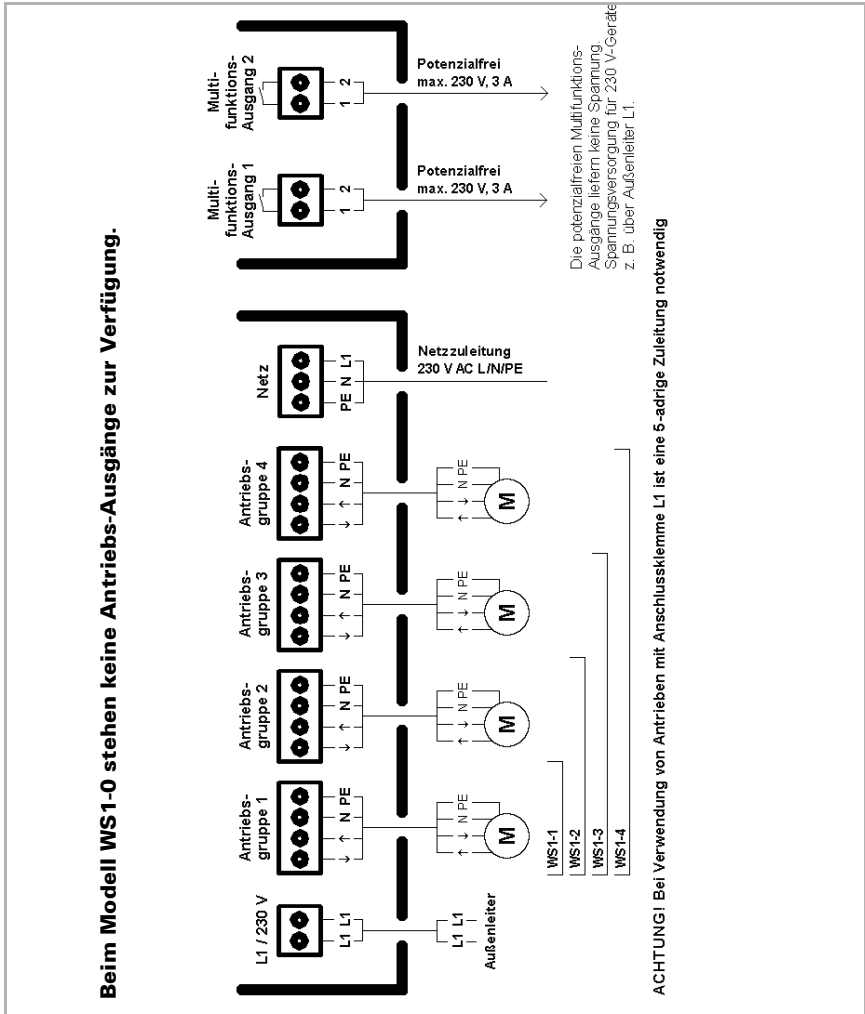 Beim Modell WS1-0 stehen keine Antriebs-Ausgänge zur Verfügung.
L1 / 230 V
L1 L1
L1 L1
Außenleiter
Antriebs-
gruppe 1
↓ ↑ N PE
↑ ↓ N PE
M
Antriebs-
gruppe 2
↓ ↑ N PE
↑ ↓ N PE
M
Antriebs-
gruppe 3
↓ ↑ N PE
↑ ↓ N PE
M
Antriebs-
gruppe 4
↓ ↑ N PE
↑ ↓ N PE
M
Netz
PE N L1
Netzzuleitung
230 V AC L/N/PE
Multi-
funktions-
Ausgang 1
1 2
Potenzialfrei
max. 230 V, 3 A
Multi-
funktions-
Ausgang 2
1 2
Potenzialfrei
max. 230 V, 3 A
WS1-1
WS1-2
WS1-3
WS1-4
Die potenzialfreien Multifunktions-
Ausgänge liefern keine Spannung.
Spannungsversorgung für 230 V-Geräte
z. B. über Außenleiter L1.
ACHTUNG! Bei Verwendung von Antrieben mit Anschlussklemme L1 ist eine 5-adrige Zuleitung notwendig